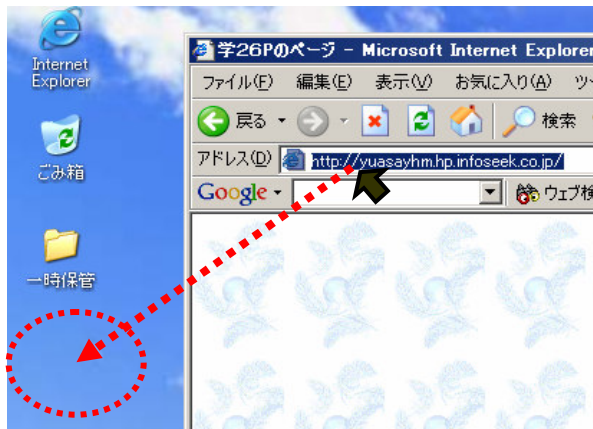 Internet
Explorer
ごみ箱
一時保管
学26Pのページ - Microsoft Internet Explorer
ファイル(F) 編集(E) 表示(V) お気に入り(A) ツ
戻る 検索
アドレス(D) http://yuasayhm.hp.infoseek.co.jp/
Google ウェブ検